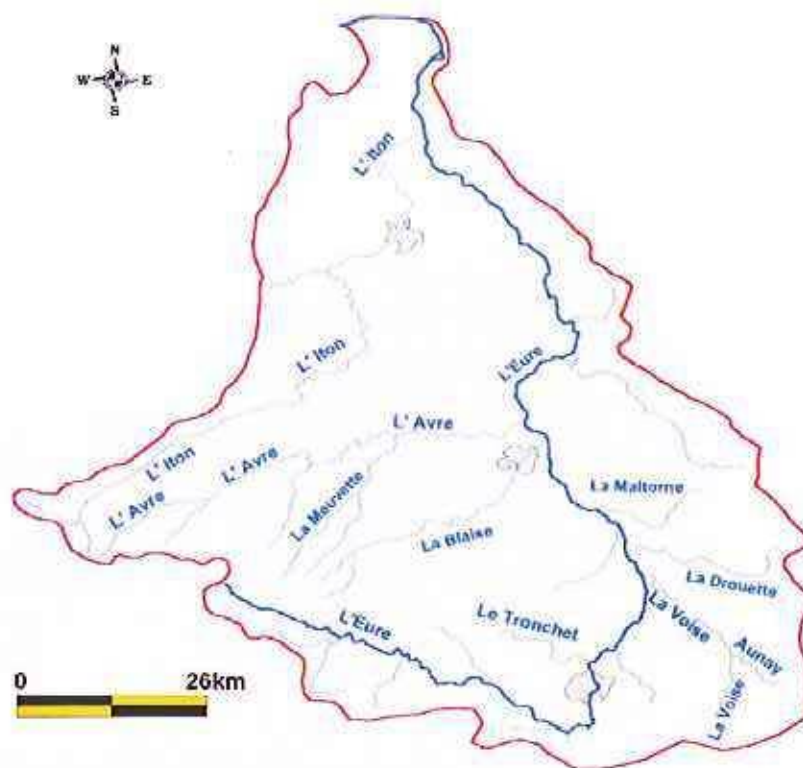 N
W E
S
L' Iton
L' Iton
L'Eure
L' Avre
L' Iton
L' Avre
L' Avre
La Meuvette
La Maltorne
La Blaise
La Drouette
L'Eure
Le Tronchet
La Voise
Aunay
La Voise
0 26km